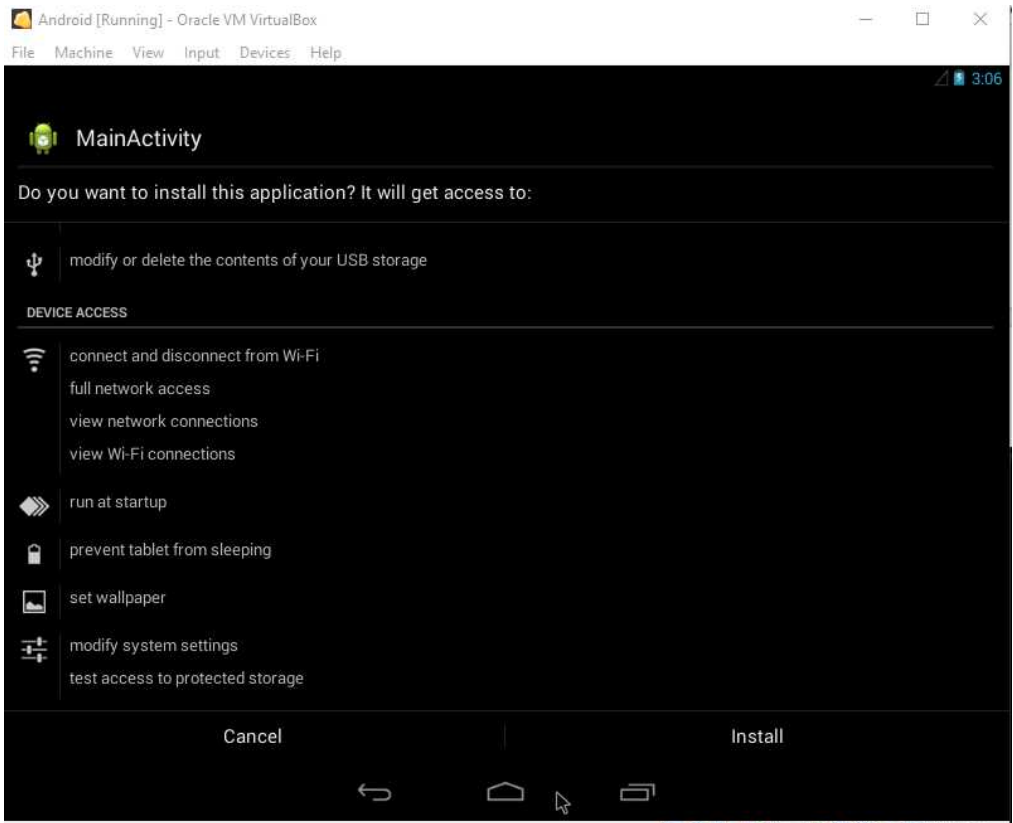 Android [Running] - Oracle VM VirtualBox
File Machine View Input Devices Help
3:06
MainActivity
Do you want to install this application? It will get access to:
modify or delete the contents of your USB storage
DEVICE ACCESS
connect and disconnect from Wi-Fi
full network access
view network connections
view Wi-Fi connections
run at startup
prevent tablet from sleeping
set wallpaper
modify system settings
test access to protected storage
Cancel Install